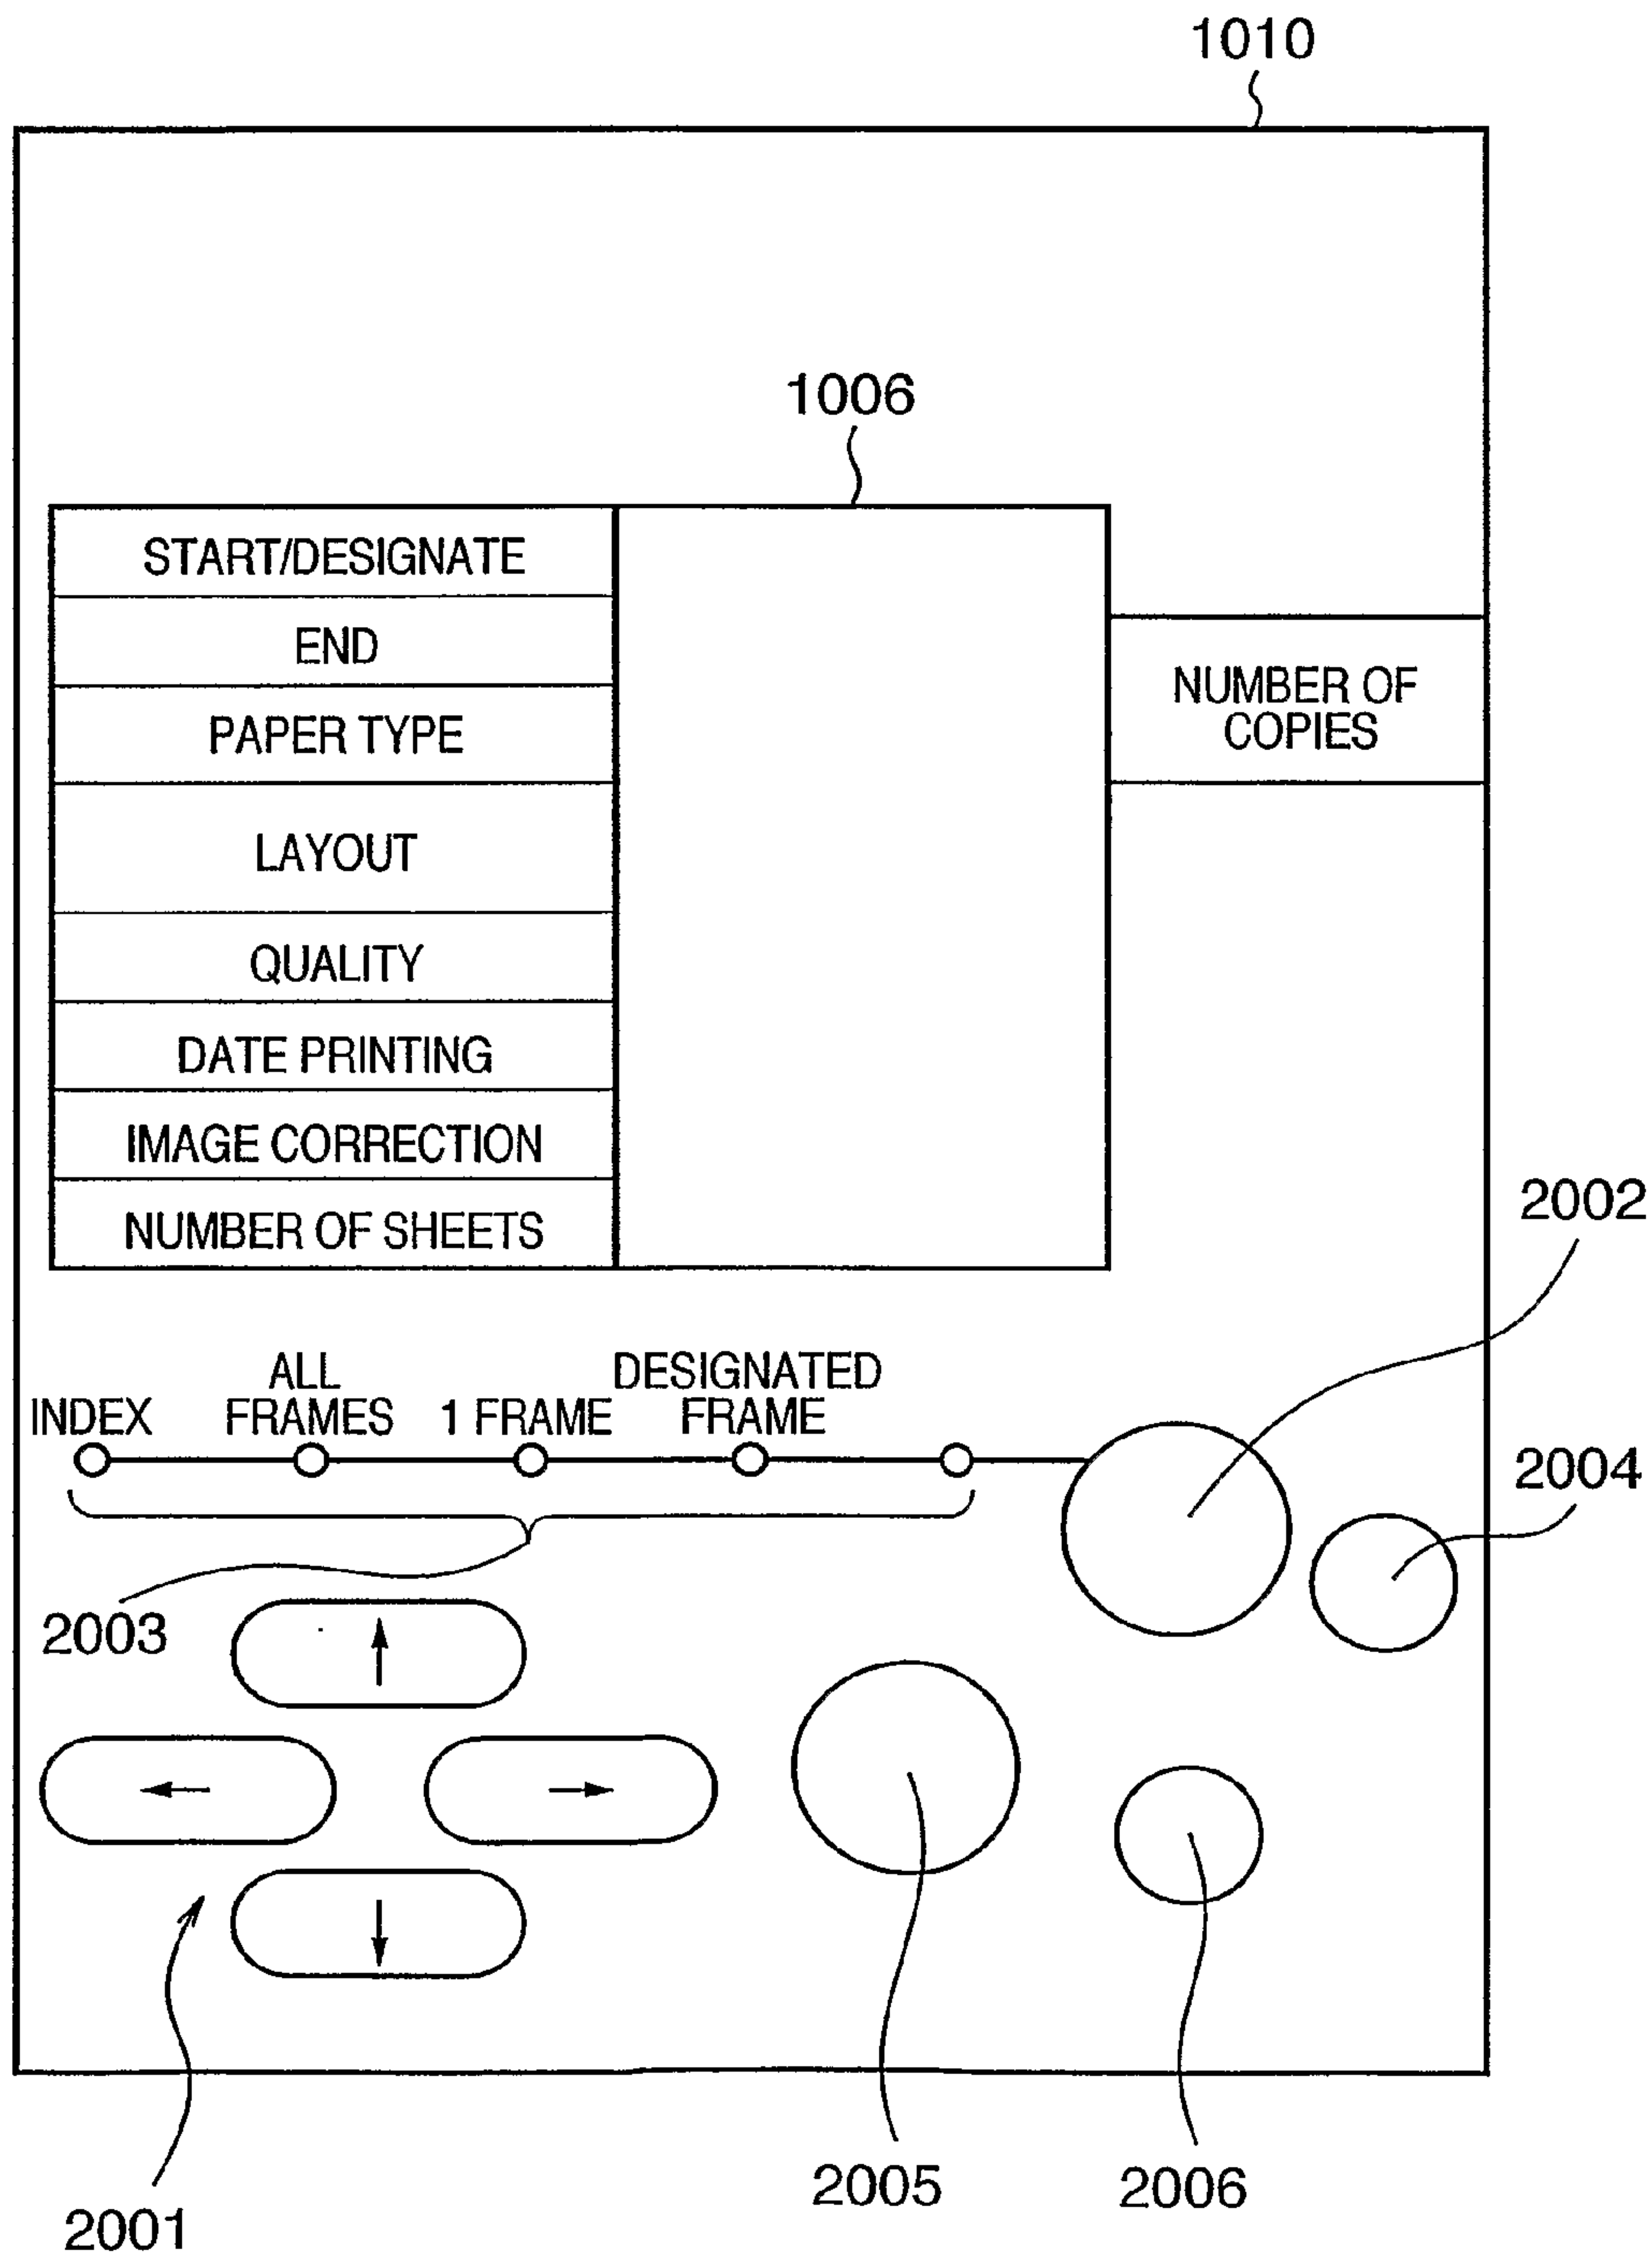 1010
1006
START/DESIGNATE
END
PAPER TYPE
LAYOUT
QUALITY
DATE PRINTING
IMAGE CORRECTION
NUMBER OF SHEETS
NUMBER OF
COPIES
2002
INDEX
ALL
FRAMES
1 FRAME
DESIGNATED
FRAME
2004
2003
2005
2006
2001